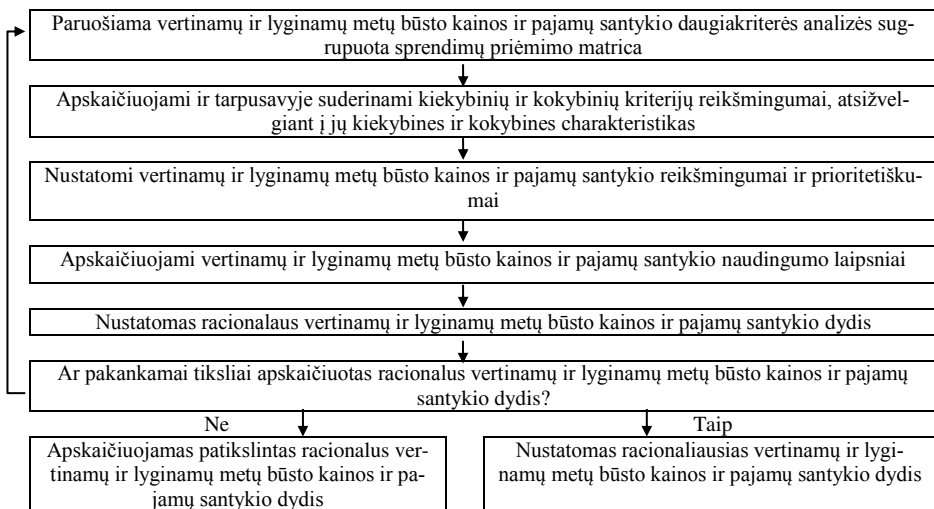 Paruošiama vertinamų ir lyginamų metų būsto kainos ir pajamų santykio daugiakriterės analizės sug-
rupuota sprendimų priėmimo matrica
Apskaičiuojami ir tarpusavyje suderinami kiekybinių ir kokybinių kriterijų reikšmingumai, atsižvel-
giant į jų kiekybines ir kokybines charakteristikas
Nustatomi vertinamų ir lyginamų metų būsto kainos ir pajamų santykio reikšmingumai ir prioritetišku-
mai
Apskaičiuojami vertinamų ir lyginamų metų būsto kainos ir pajamų santykio naudingumo laipsniai
Nustatomas racionalaus vertinamų ir lyginamų metų būsto kainos ir pajamų santykio dydis
Ar pakankamai tiksliai apskaičiuotas racionalus vertinamų ir lyginamų metų būsto kainos ir pajamų
santykio dydis?
Ne
Taip
Apskaičiuojamas patikslintas racionalus ver-
tinamų ir lyginamų metų būsto kainos ir pa-
jamų santykio dydis
Nustatomas racionaliausias vertinamų ir lygi-
namų metų būsto kainos ir pajamų santykio dydis